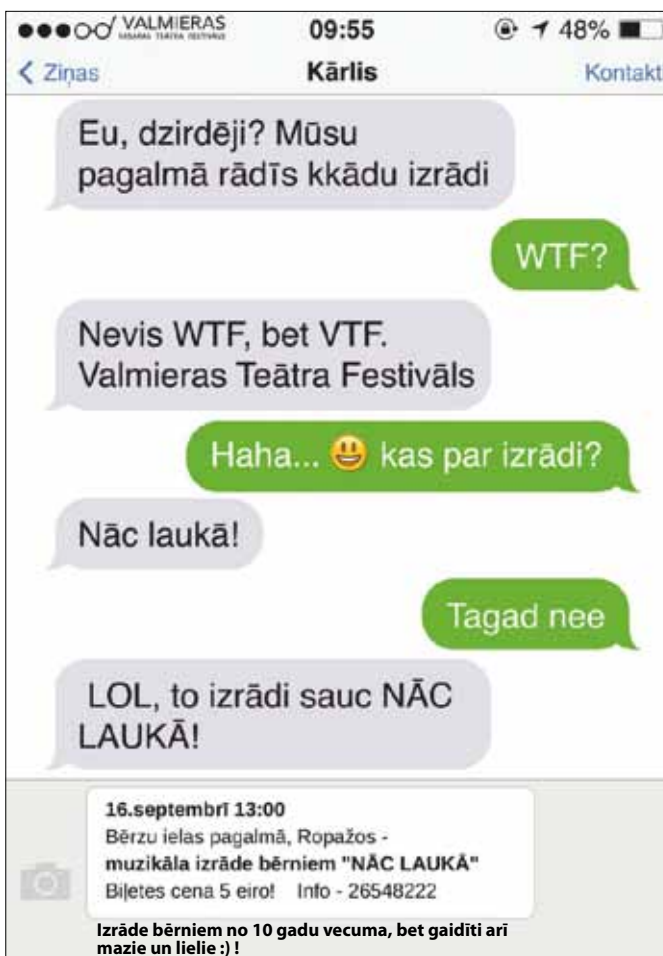 VALMIERAS
09:55
48%
Ziņas
Kārlis
Kontakt
Eu, dzirdēji? Mūsu
pagalmā rādīs kkādu izrādi
WTF?
Nevis WTF, bet VTF.
Valmieras Teātra Festivāls
Haha... 😃 kas par izrādi?
Nāc laukā!
Tagad nee
LOL, to izrādi sauc NĀC
LAUKĀ!
16.septembrī 13:00
Bērzu ielas pagalmā, Ropažos -
muzikāla izrāde bērniem "NĀC LAUKĀ"
Biļetes cena 5 eiro! Info - 26548222
Izrāde bērniem no 10 gadu vecuma, bet gaidīti arī
mazie un lielie :) !